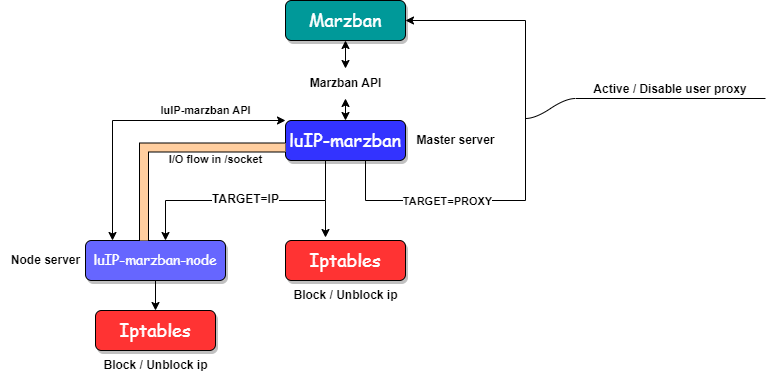 Marzban
Marzban API
Active / Disable user proxy
luIP-marzban API
luIP-marzban
Master server
I/O flow in /socket
TARGET=IP
TARGET=PROXY
Node server
luIP-marzban-node
Iptables
Block / Unblock ip
Iptables
Block / Unblock ip